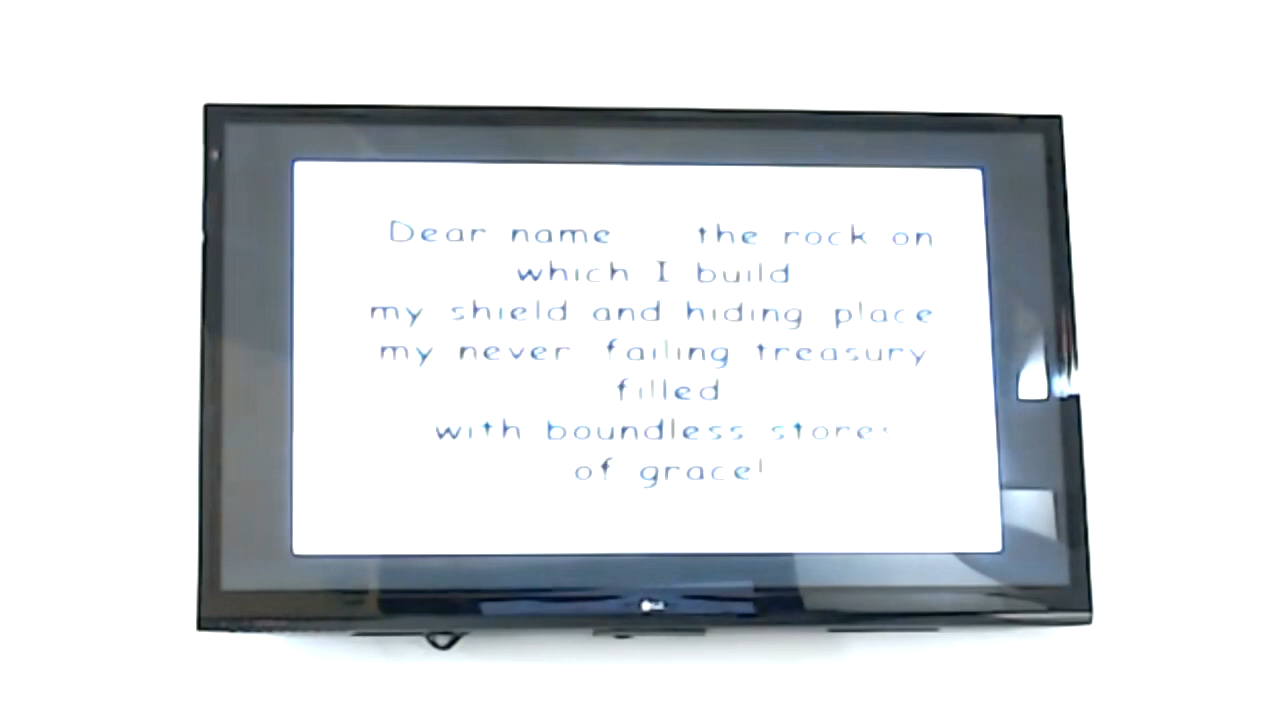 Dear name the rock on
which I build
my shield and hiding place
my never failing treasury
filled
with boundless stores
of grace!
LG